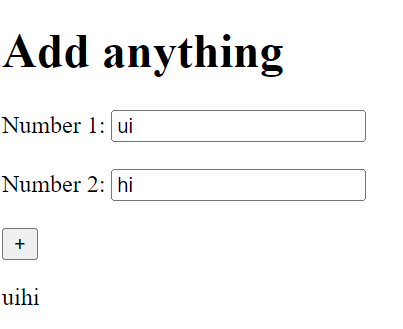 Add anything
Number 1: ui
Number 2: hi
+
uihi